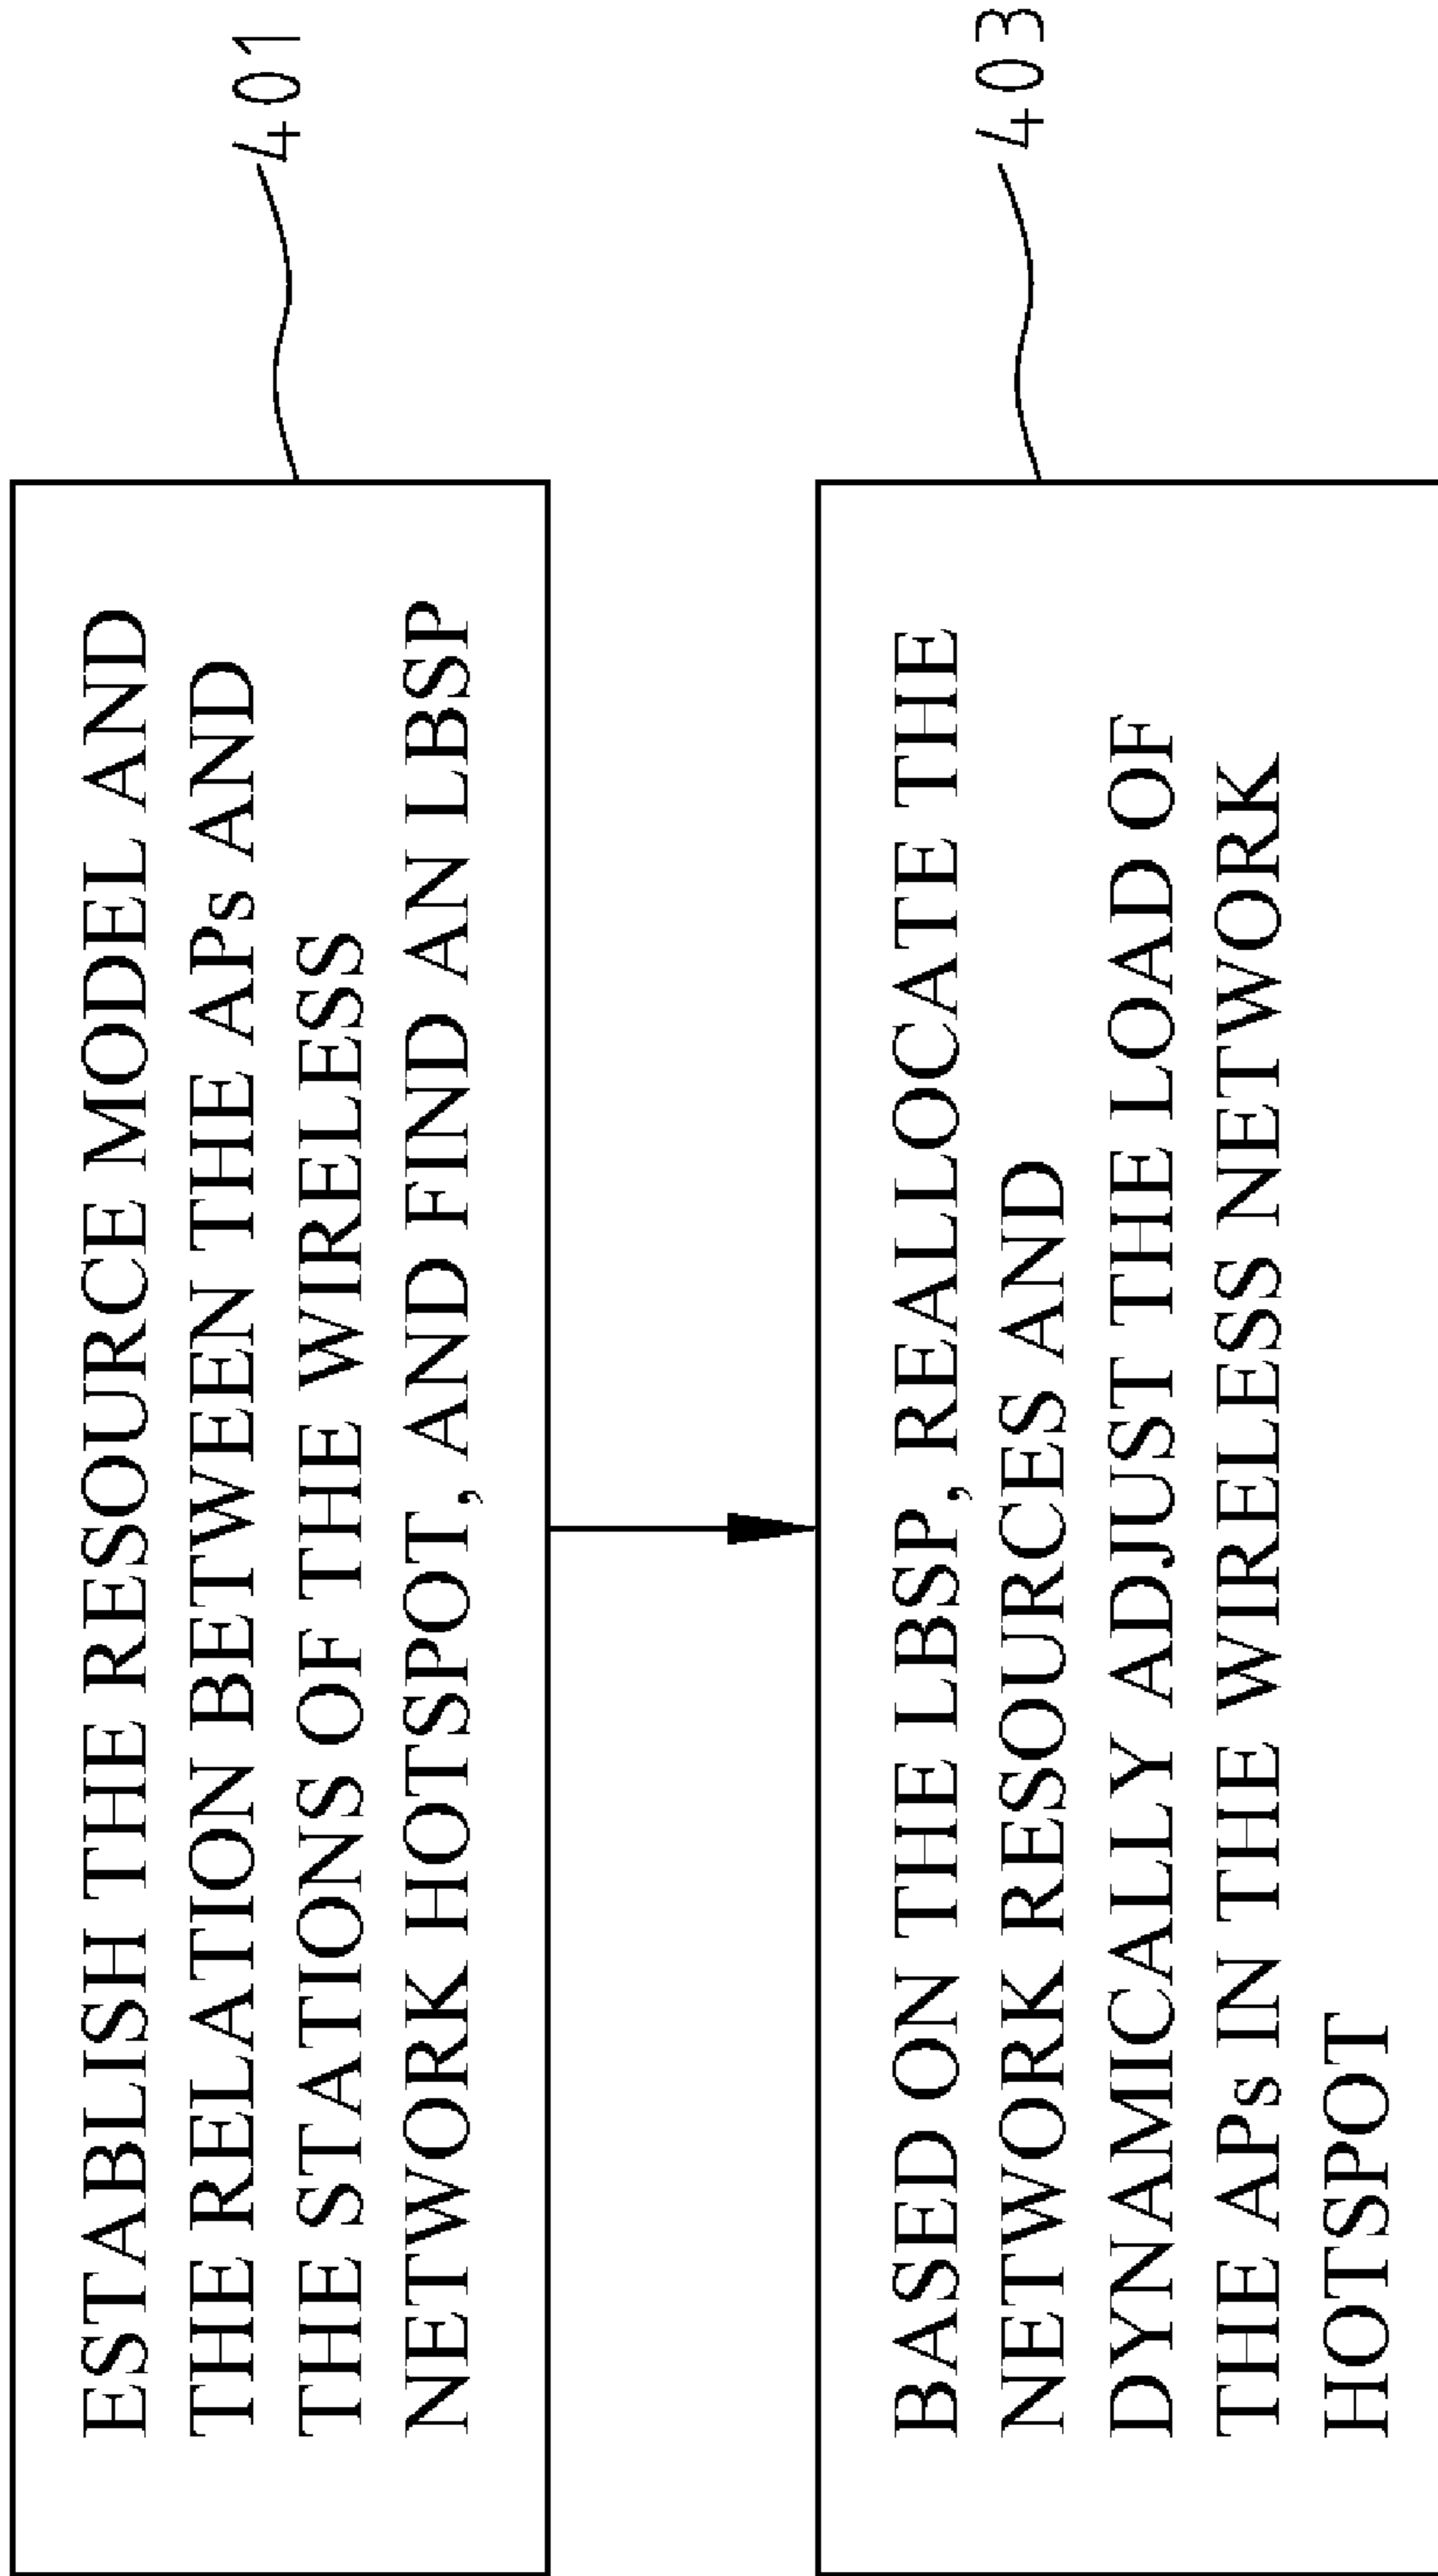 ESTABLISH THE RESOURCE MODEL AND
THE RELATION BETWEEN THE APs AND
THE STATIONS OF THE WIRELESS
NETWORK HOTSPOT, AND FIND AN LBSP
401
BASED ON THE LBSP, REALLOCATE THE
NETWORK RESOURCES AND
DYNAMICALLY ADJUST THE LOAD OF
THE APs IN THE WIRELESS NETWORK
HOTSPOT
403